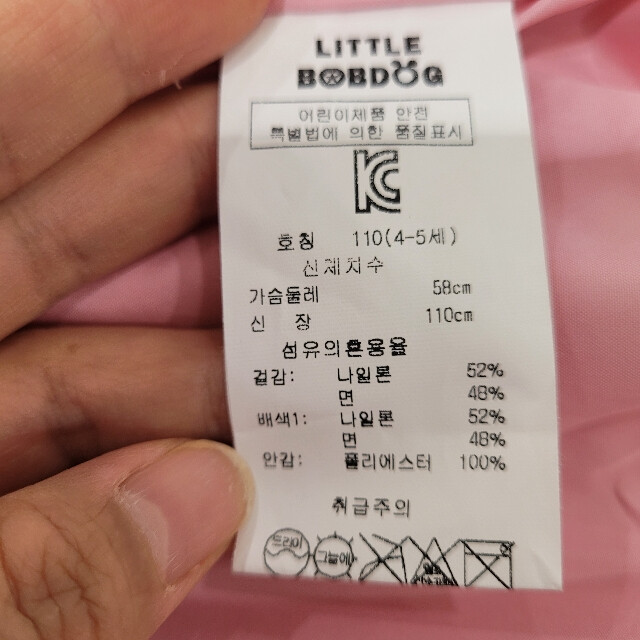 LITTLE
BOBDOG
어린이제품 안전
특별법에 의한 품질표시
호칭 110(4-5세)
신체치수
가슴둘레 58cm
신 장 110cm
섬유의혼용율
겉감: 나일론 52%
면 48%
배색1: 나일론 52%
면 48%
안감: 폴리에스터 100%
취급주의
드라이
그늘에